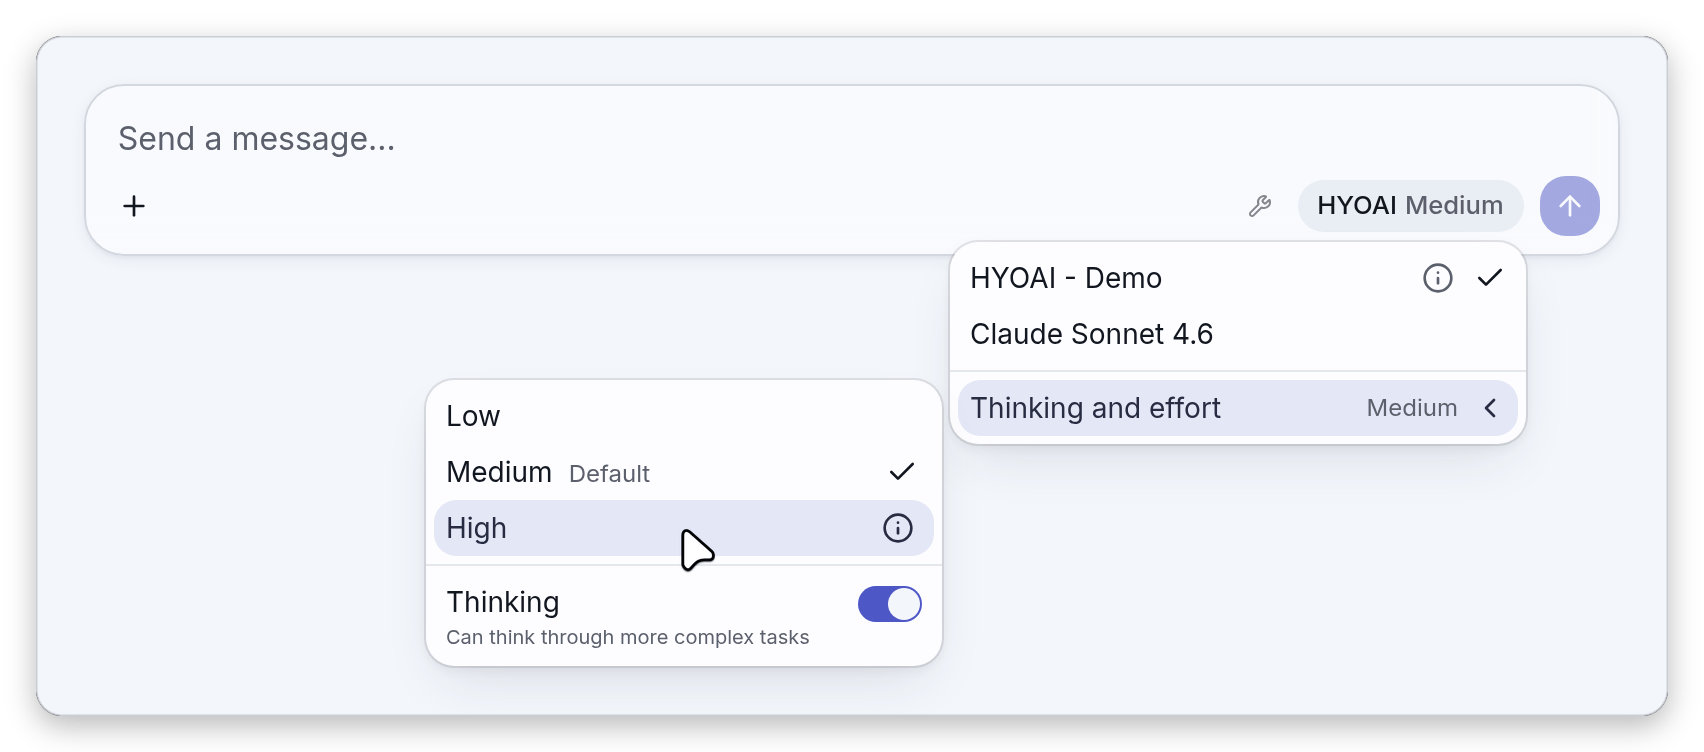 Send a message...
HYOAI Medium
HYOAI - Demo
Claude Sonnet 4.6
Thinking and effort Medium
Low
Medium Default
High
Thinking
Can think through more complex tasks